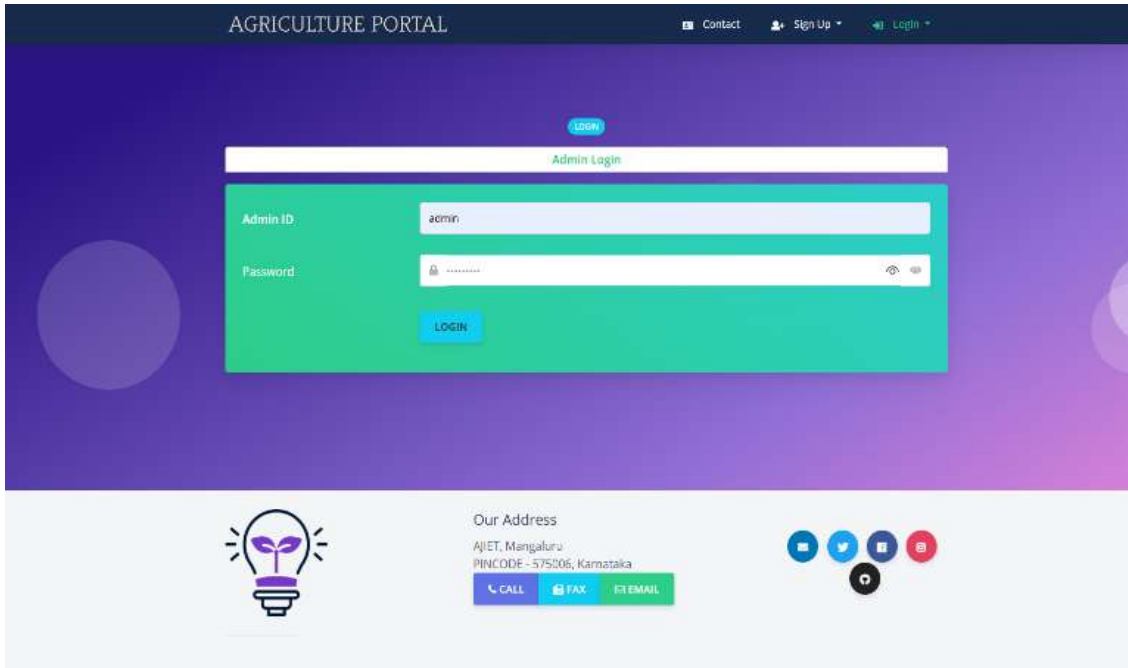 AGRICULTURE PORTAL
Contact
Sign Up
Login
LOGIN
Admin Login
Admin ID
admin
Password
LOGIN
Our Address
AJIET, Mangaluru
PINCODE - 575006, Karnataka
CALL
FAX
EMAIL